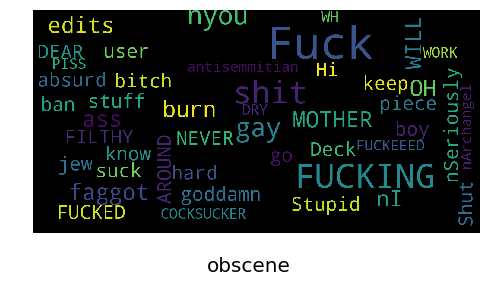 nyou
WH
edits
Fuck
WILL
DEAR user
WORK
PISS
antisemmitian
Hi
absurd bitch
keep OH
shit
ban stuff
burn
DRY
piece
nSeriously
nArchangel
ass
gay
MOTHER
boy
FILTHY
NEVER
Deck
FUCKEEED
jew know
AROUND
go
suck
hard
FUCKING
faggot
goddamn
nI
Shut
FUCKED
COCKSUCKER
Stupid
obscene